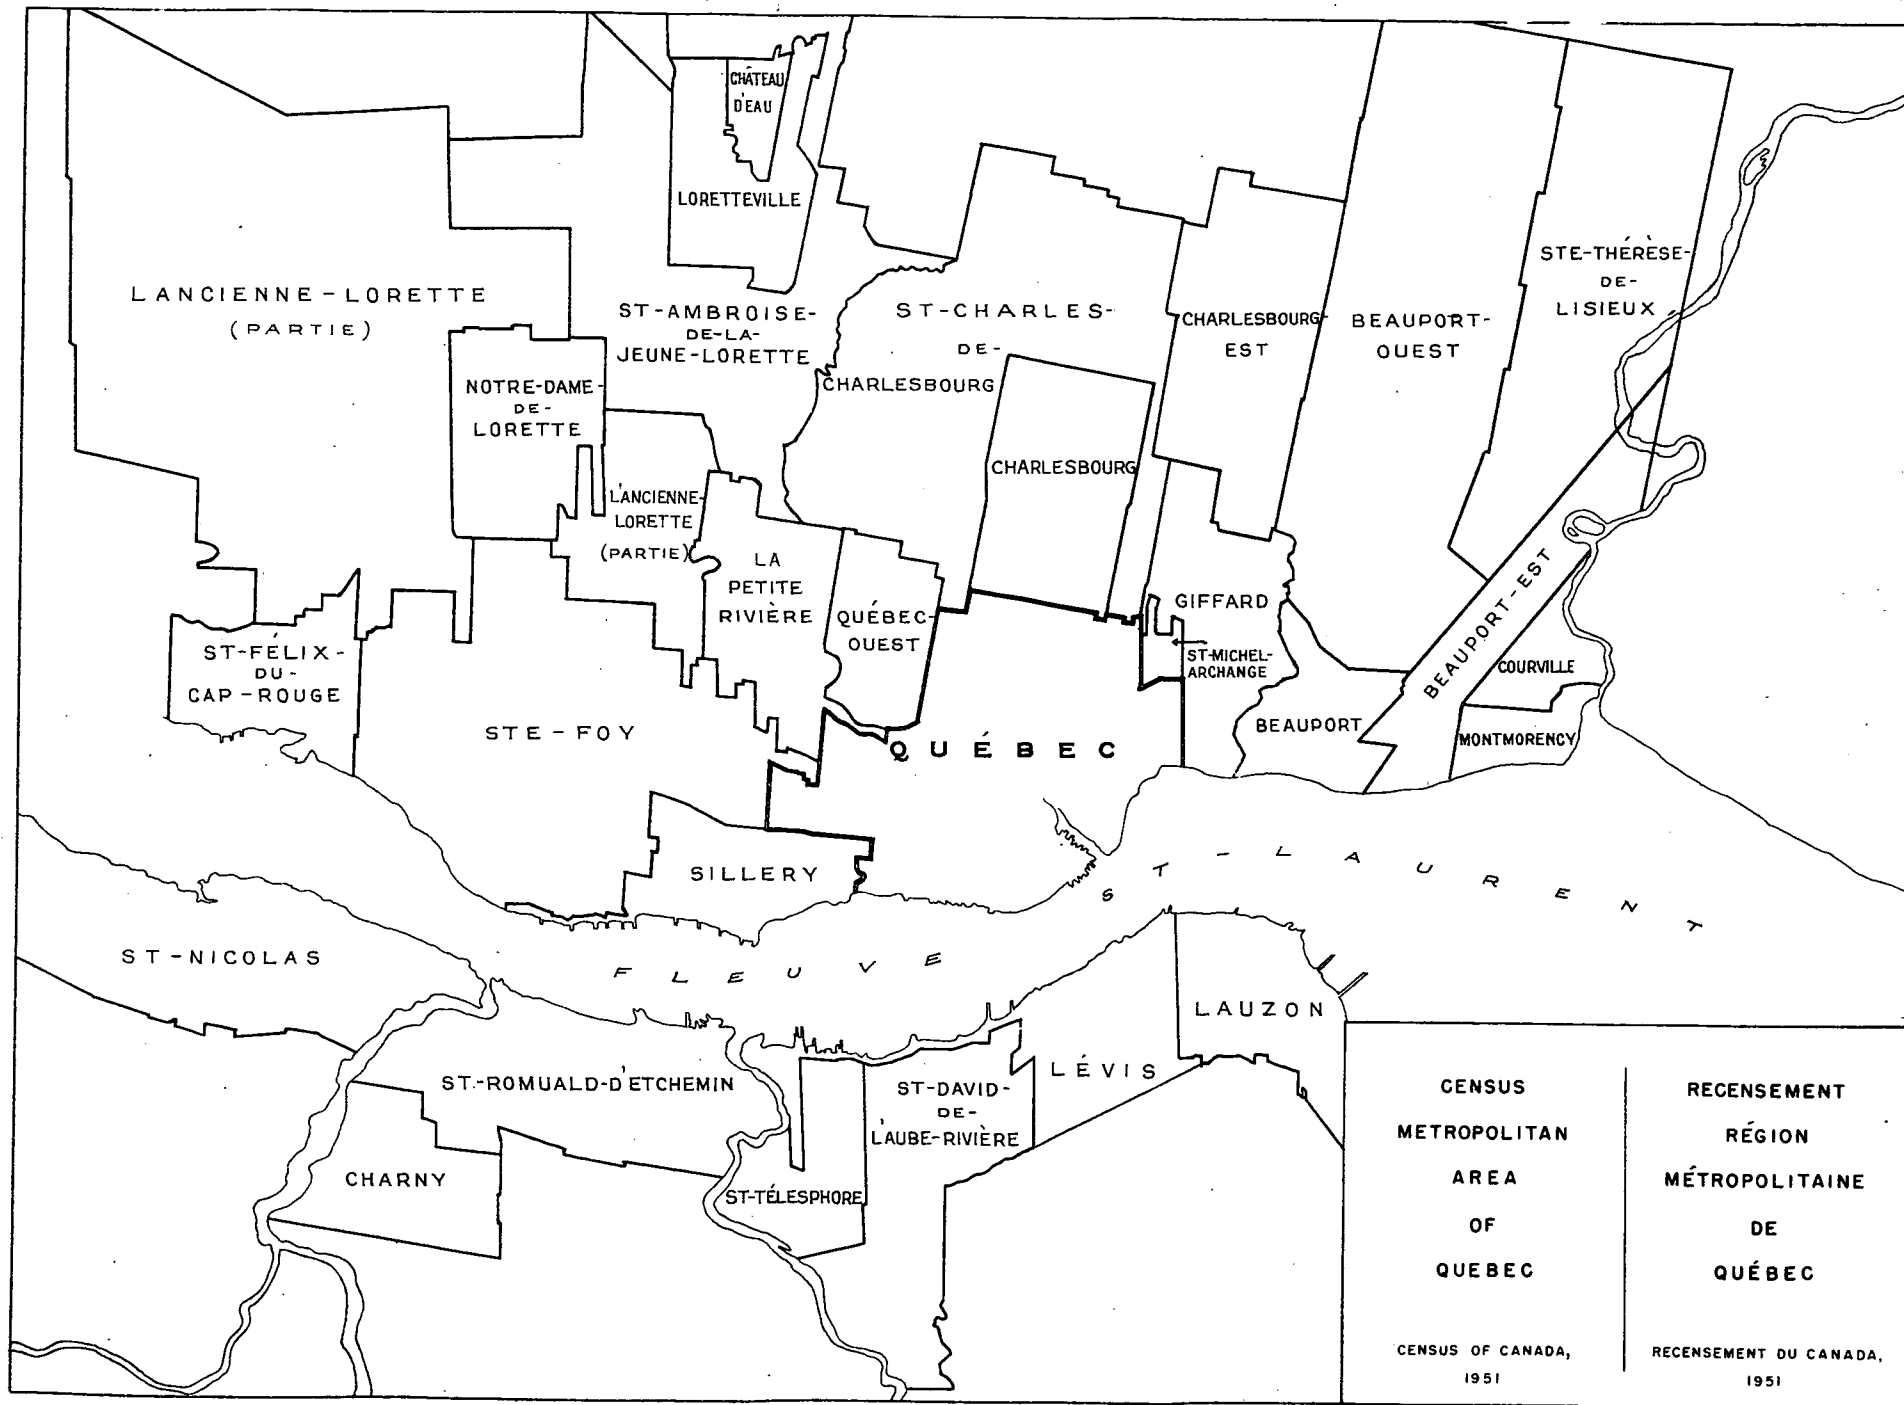 CHÂTEAU
D'EAU
LORETTEVILLE
LANCIENNE-LORETTE
(PARTIE)
ST-AMBROISE-
DE-LA-
JEUNE-LORETTE
ST-CHARLES-
DE-
CHARLESBOURG
CHARLESBOURG-
EST
BEAUPORT-
OUEST
STE-THÉRÈSE-
DE-
LISIEUX
NOTRE-DAME-
DE-
LORETTE
CHARLESBOURG
L'ANCIENNE-
LORETTE
(PARTIE)
LA
PETITE
RIVIÈRE
QUÉBEC-
OUEST
GIFFARD
ST-MICHEL-
ARCHANGE
BEAUPORT-EST
COURVILLE
ST-FÉLIX-
DU-
CAP-ROUGE
STE-FOY
QUÉBEC
BEAUPORT
MONTMORENCY
SILLERY
FLEUVE ST-LAURENT
ST-NICOLAS
LAUZON
LÉVIS
ST.-ROMUALD-D'ETCHEMIN
ST-DAVID-
DE-
L'AUBE-RIVIÈRE
CHARNY
ST-TÉLESPHORE
CENSUS
METROPOLITAN
AREA
OF
QUEBEC
CENSUS OF CANADA,
1951
RECENSEMENT
RÉGION
MÉTROPOLITAINE
DE
QUÉBEC
RECENSEMENT DU CANADA,
1951